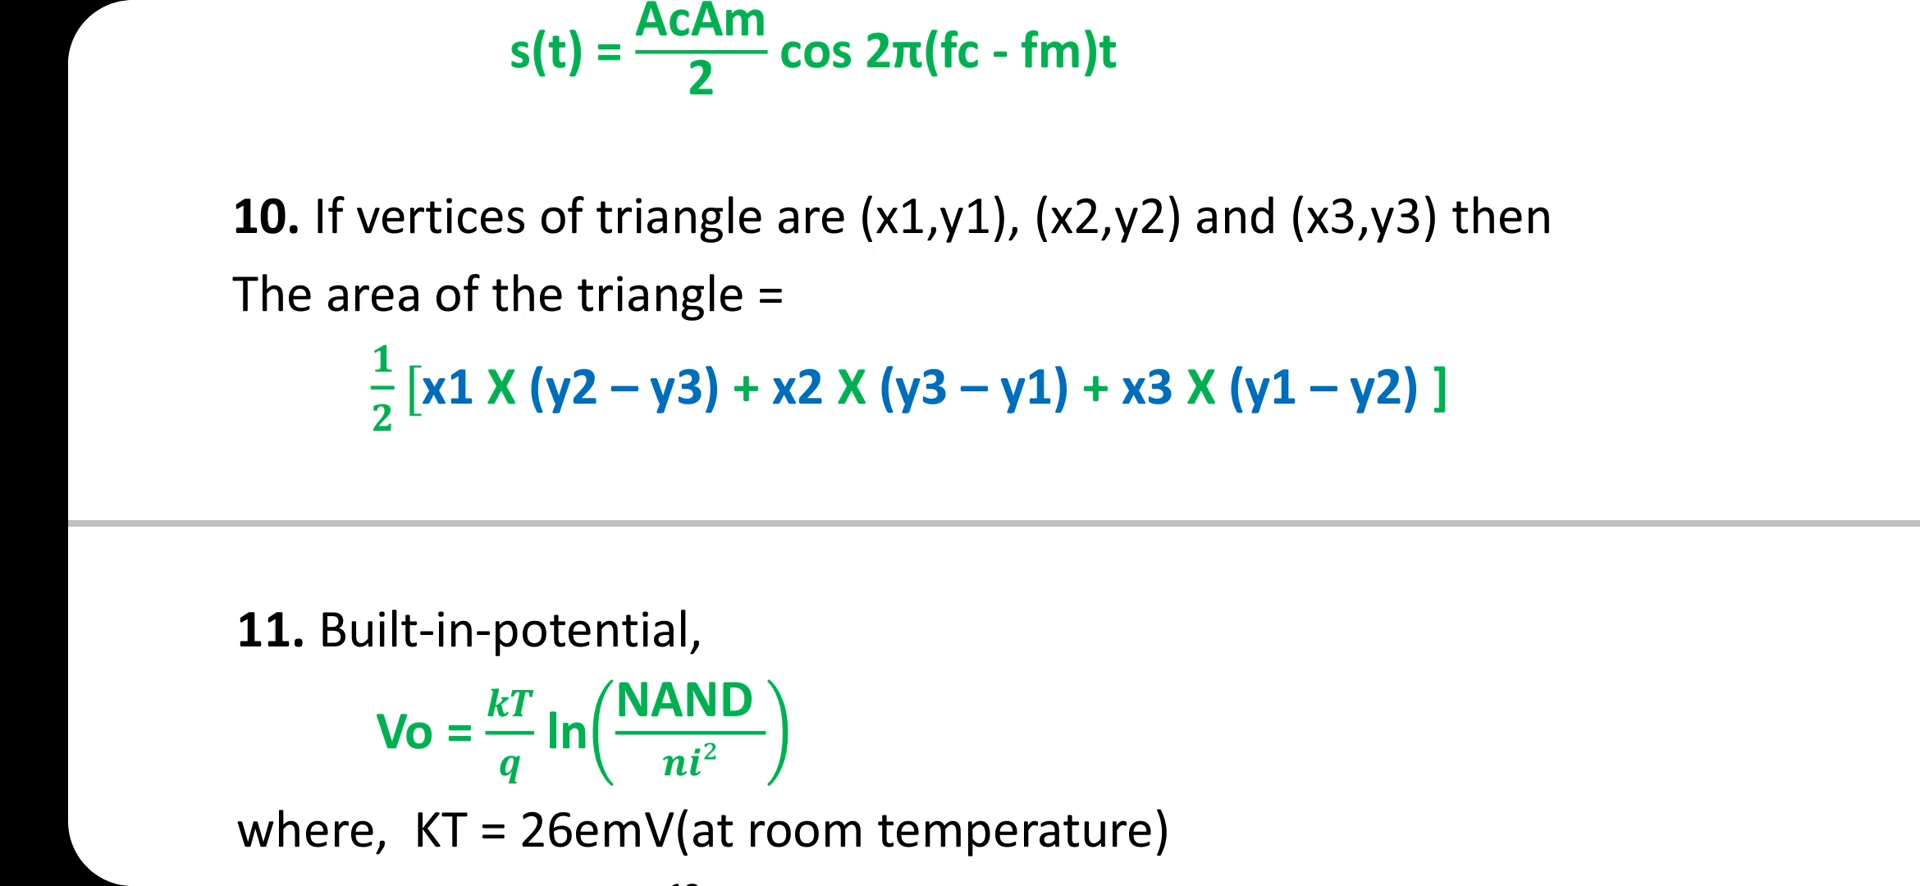 s(t) = AcAm/2 cos 2π(fc - fm)t
10. If vertices of triangle are (x1,y1), (x2,y2) and (x3,y3) then
The area of the triangle =
1/2 [x1 X (y2 – y3) + x2 X (y3 – y1) + x3 X (y1 – y2) ]
11. Built-in-potential,
Vo = kT/q ln(NAND/ni²)
where, KT = 26emV(at room temperature)